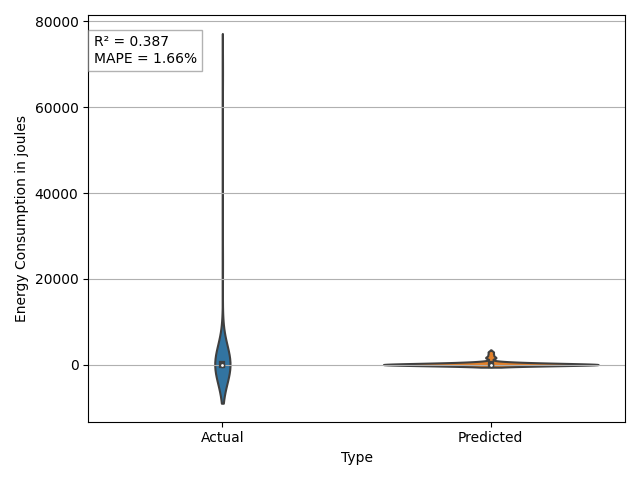 R² = 0.387
MAPE = 1.66%
80000
60000
40000
20000
0
Energy Consumption in joules
Actual
Predicted
Type